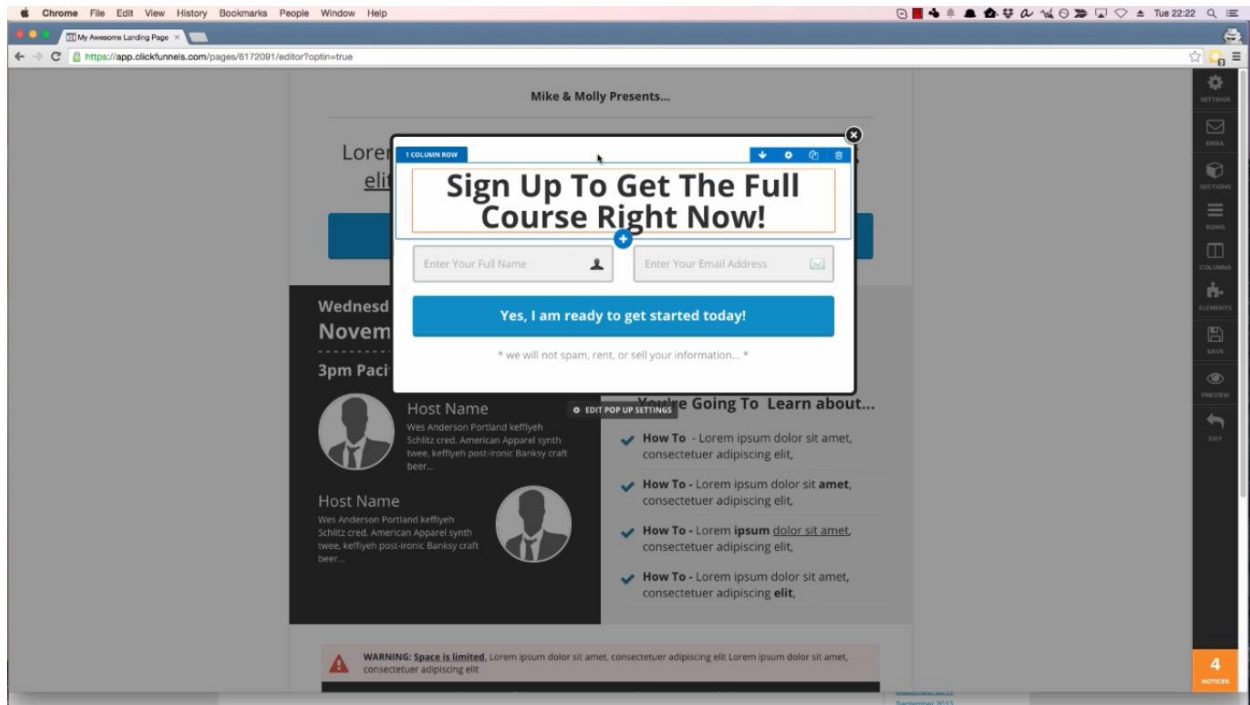 Chrome File Edit View History Bookmarks People Window Help
Tue 22:22
My Awesome Landing Page
https://app.clickfunnels.com/pages/6172091/editor?optin=true
Mike & Molly Presents...
Lorer
elit
1 COLUMN ROW
Sign Up To Get The Full
Course Right Now!
Enter Your Full Name
Enter Your Email Address
Yes, I am ready to get started today!
* we will not spam, rent, or sell your information... *
EDIT POP UP SETTINGS
Wednesd
Novem
3pm Paci
Host Name
Wes Anderson Portland keffiyeh
Schlitz cred. American Apparel synth
twee, keffiyeh post-ironic Banksy craft
beer...
Host Name
Wes Anderson Portland keffiyeh
Schlitz cred. American Apparel synth
twee, keffiyeh post-ironic Banksy craft
beer...
You're Going To Learn about...
How To - Lorem ipsum dolor sit amet,
consectetuer adipiscing elit,
How To - Lorem ipsum dolor sit amet,
consectetuer adipiscing elit,
How To - Lorem ipsum dolor sit amet,
consectetuer adipiscing elit,
How To - Lorem ipsum dolor sit amet,
consectetuer adipiscing elit,
WARNING: Space is limited, Lorem ipsum dolor sit amet, consectetuer adipiscing elit Lorem ipsum dolor sit amet,
consectetuer adipiscing elit
SETTINGS
EMAIL
SECTIONS
ROWS
COLUMNS
ELEMENTS
SAVE
PREVIEW
EXIT
4
NOTICES
September 2013